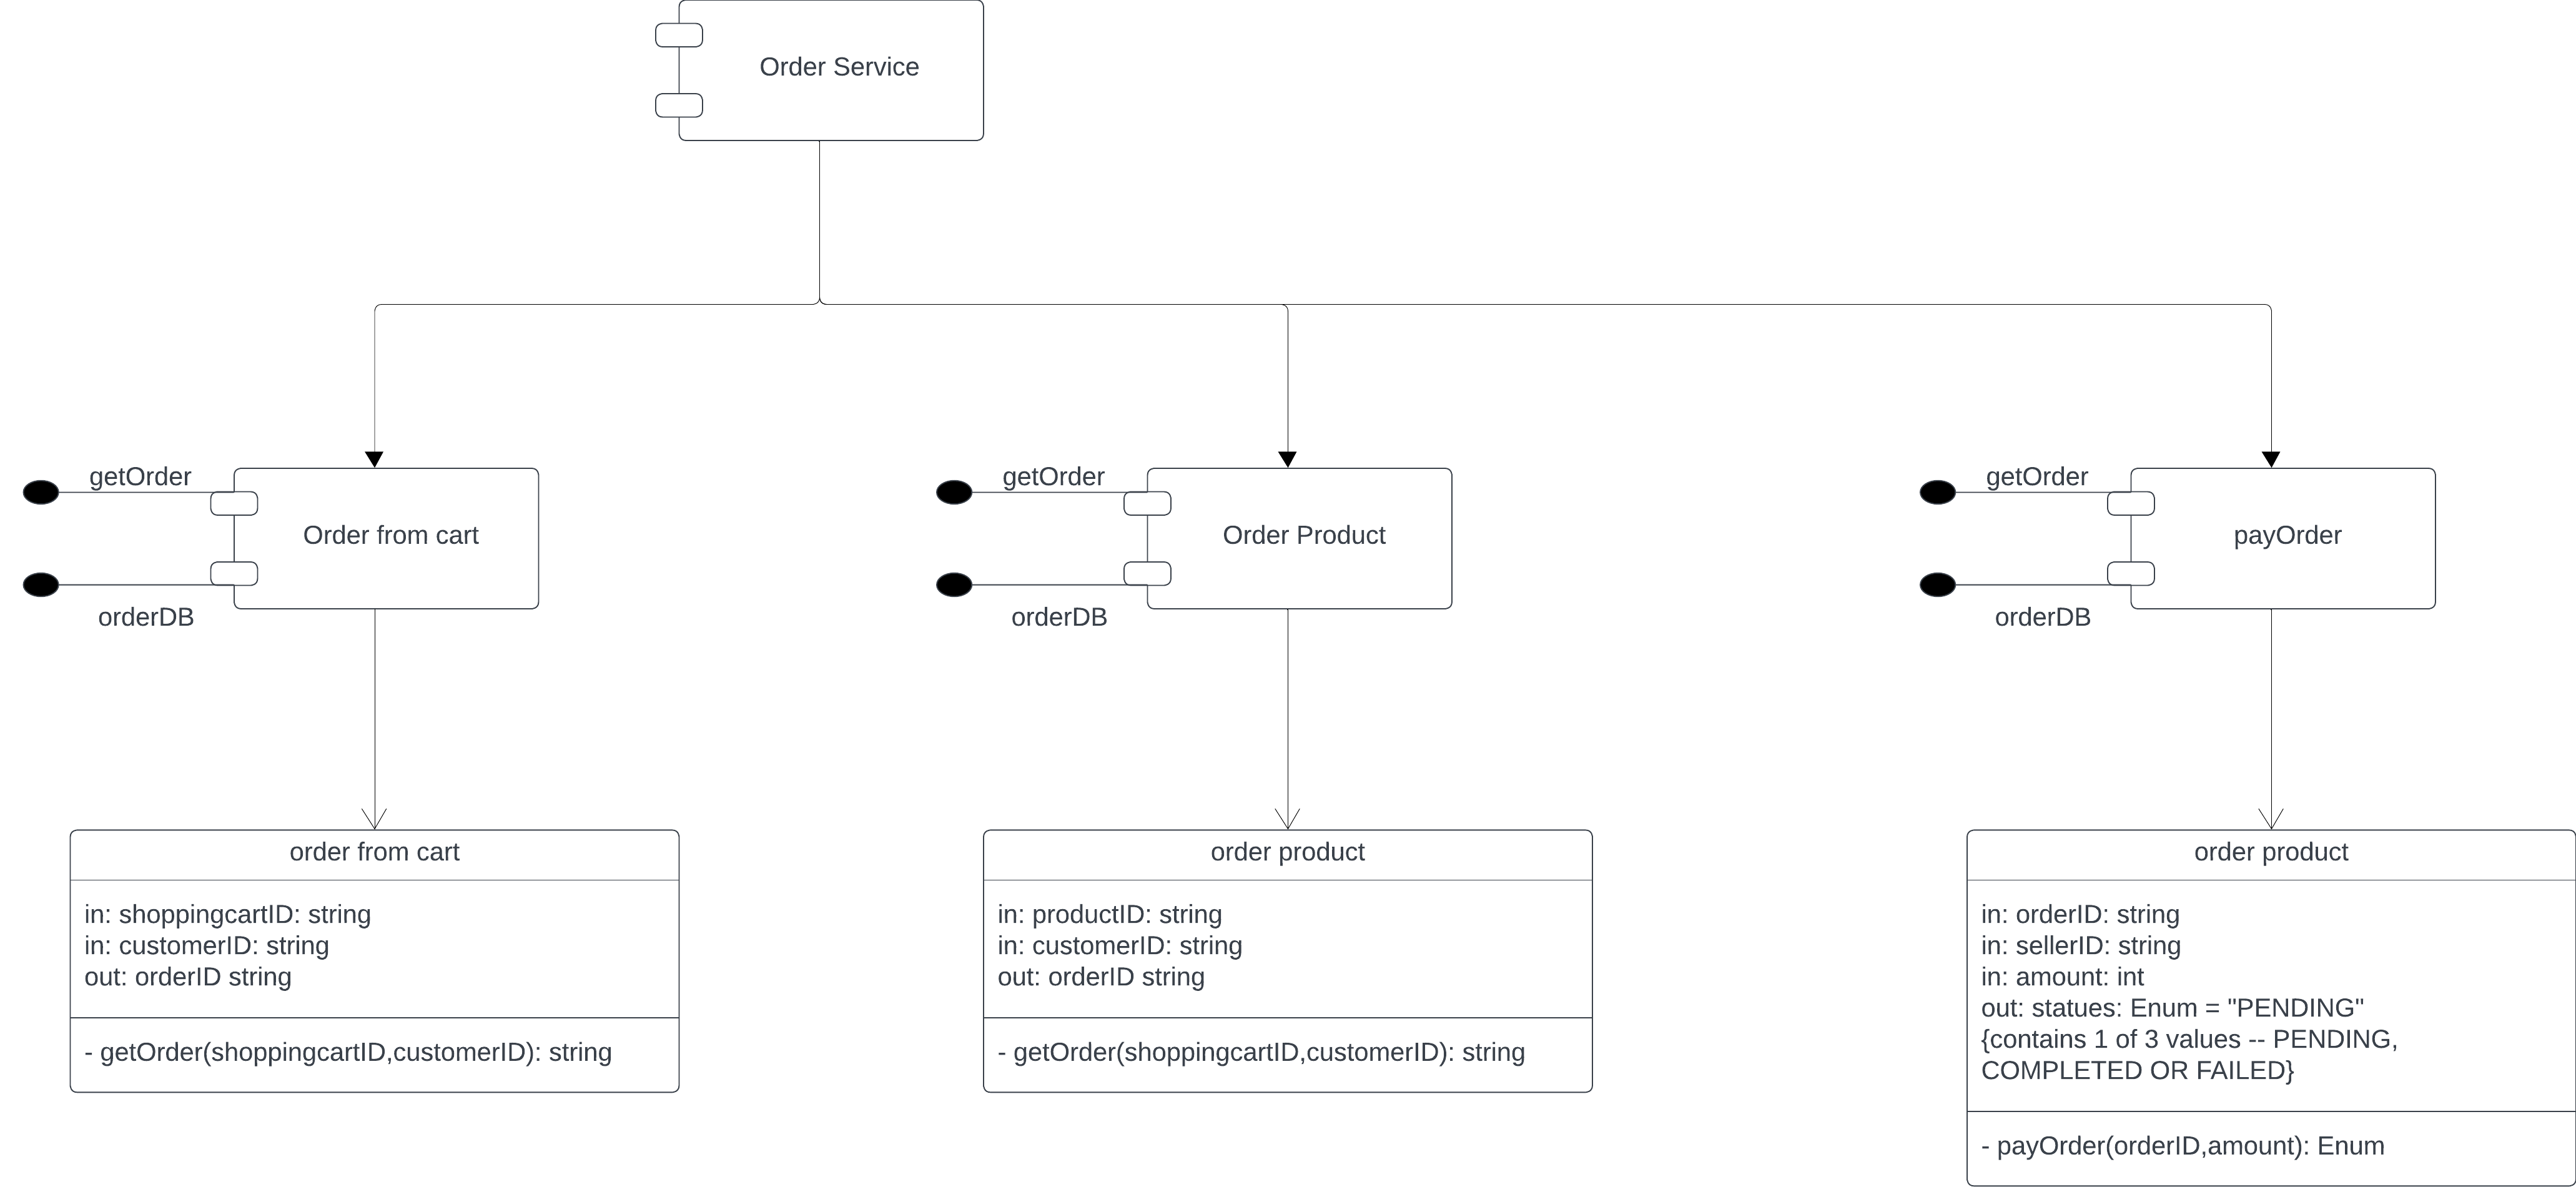 Order Service
getOrder
Order from cart
orderDB
getOrder
Order Product
orderDB
getOrder
payOrder
orderDB
order from cart
in: shoppingcartID: string
in: customerID: string
out: orderID string
- getOrder(shoppingcartID,customerID): string
order product
in: productID: string
in: customerID: string
out: orderID string
- getOrder(shoppingcartID,customerID): string
order product
in: orderID: string
in: sellerID: string
in: amount: int
out: statues: Enum = "PENDING"
{contains 1 of 3 values -- PENDING,
COMPLETED OR FAILED}
- payOrder(orderID,amount): Enum